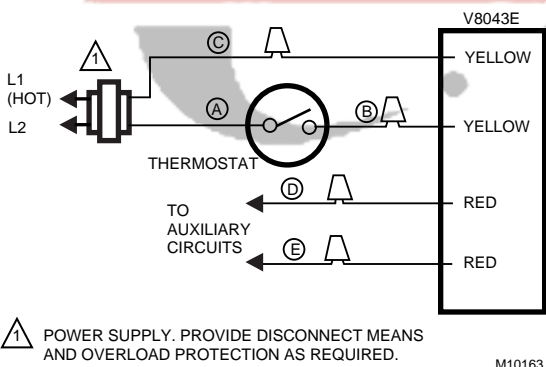 V8043E
C
1
YELLOW
L1
(HOT)
A
B
L2
YELLOW
THERMOSTAT
D
RED
TO
AUXILIARY
CIRCUITS
E
RED
1 POWER SUPPLY. PROVIDE DISCONNECT MEANS
AND OVERLOAD PROTECTION AS REQUIRED.
M10163